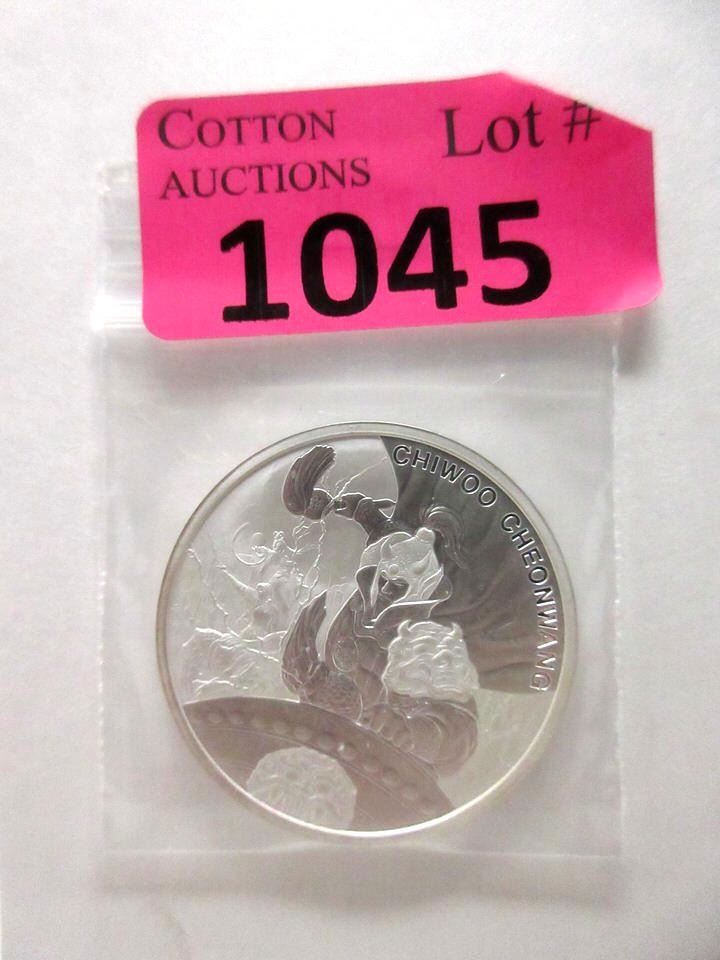 COTTON
AUCTIONS
Lot #
1045
CHIWOO CHEONWANG